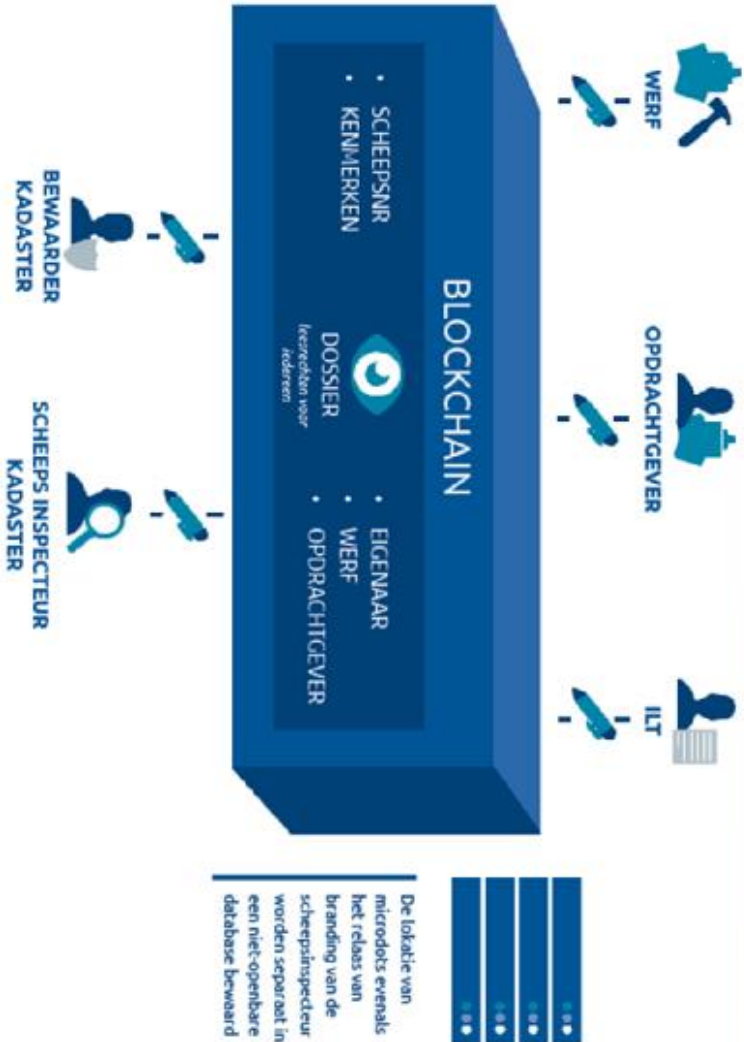 WERF
OPDRACHTGEVER
ILT
BLOCKCHAIN
• SCHEEPSNR
• KENMERKEN
DOSSIER
leesrechten voor
iedereen
• EIGENAAR
• WERF
• OPDRACHTGEVER
BEWAARDER
KADASTER
SCHEEPS INSPECTEUR
KADASTER
De lokatie van
microdots evenals
het relaas van
branding van de
scheepsinspecteur
worden separaat in
een niet-openbare
database bewaard